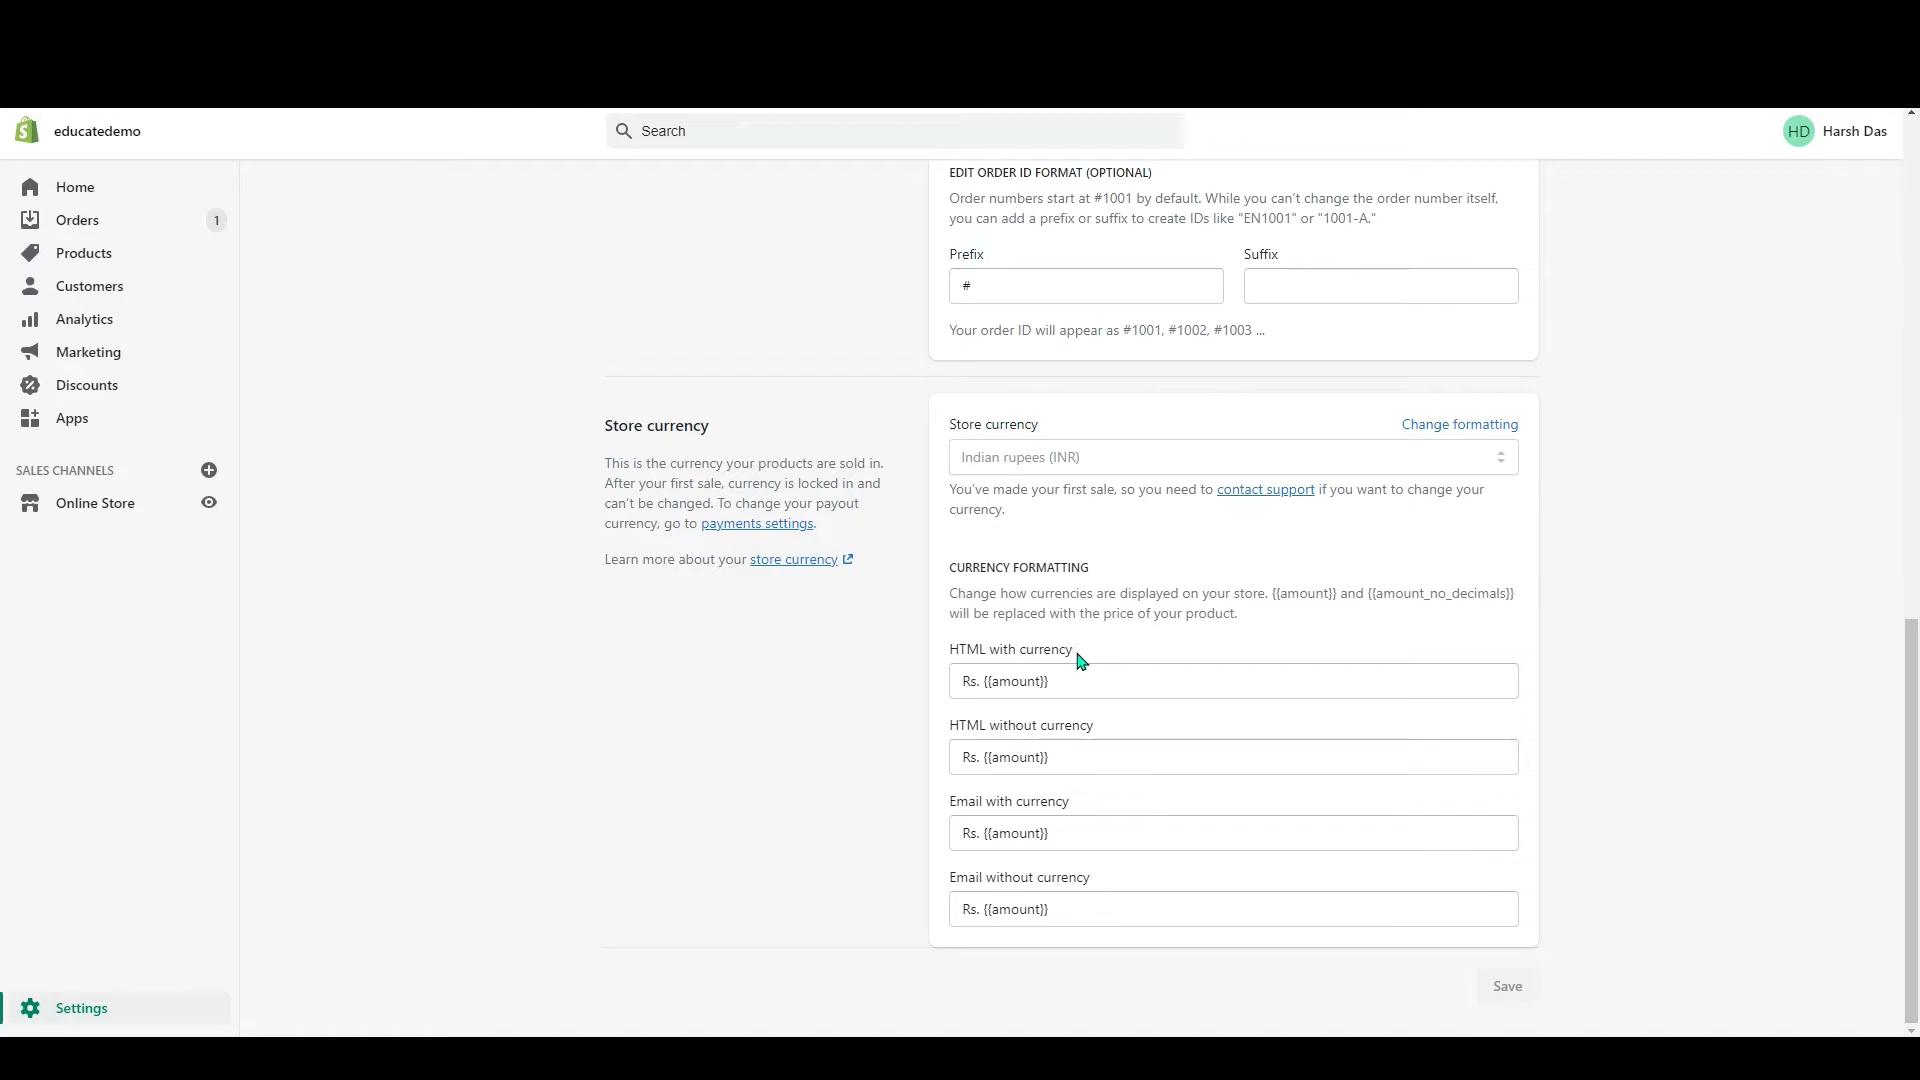 educatedemo
Search
HD Harsh Das
Home
Orders 1
Products
Customers
Analytics
Marketing
Discounts
Apps
SALES CHANNELS
Online Store
Settings
EDIT ORDER ID FORMAT (OPTIONAL)
Order numbers start at #1001 by default. While you can't change the order number itself,
you can add a prefix or suffix to create IDs like "EN1001" or "1001-A."
Prefix Suffix
#
Your order ID will appear as #1001, #1002, #1003 ...
Store currency
This is the currency your products are sold in.
After your first sale, currency is locked in and
can't be changed. To change your payout
currency, go to payments settings.
Learn more about your store currency
Store currency Change formatting
Indian rupees (INR)
You've made your first sale, so you need to contact support if you want to change your
currency.
CURRENCY FORMATTING
Change how currencies are displayed on your store. {{amount}} and {{amount_no_decimals}}
will be replaced with the price of your product.
HTML with currency
Rs. {{amount}}
HTML without currency
Rs. {{amount}}
Email with currency
Rs. {{amount}}
Email without currency
Rs. {{amount}}
Save